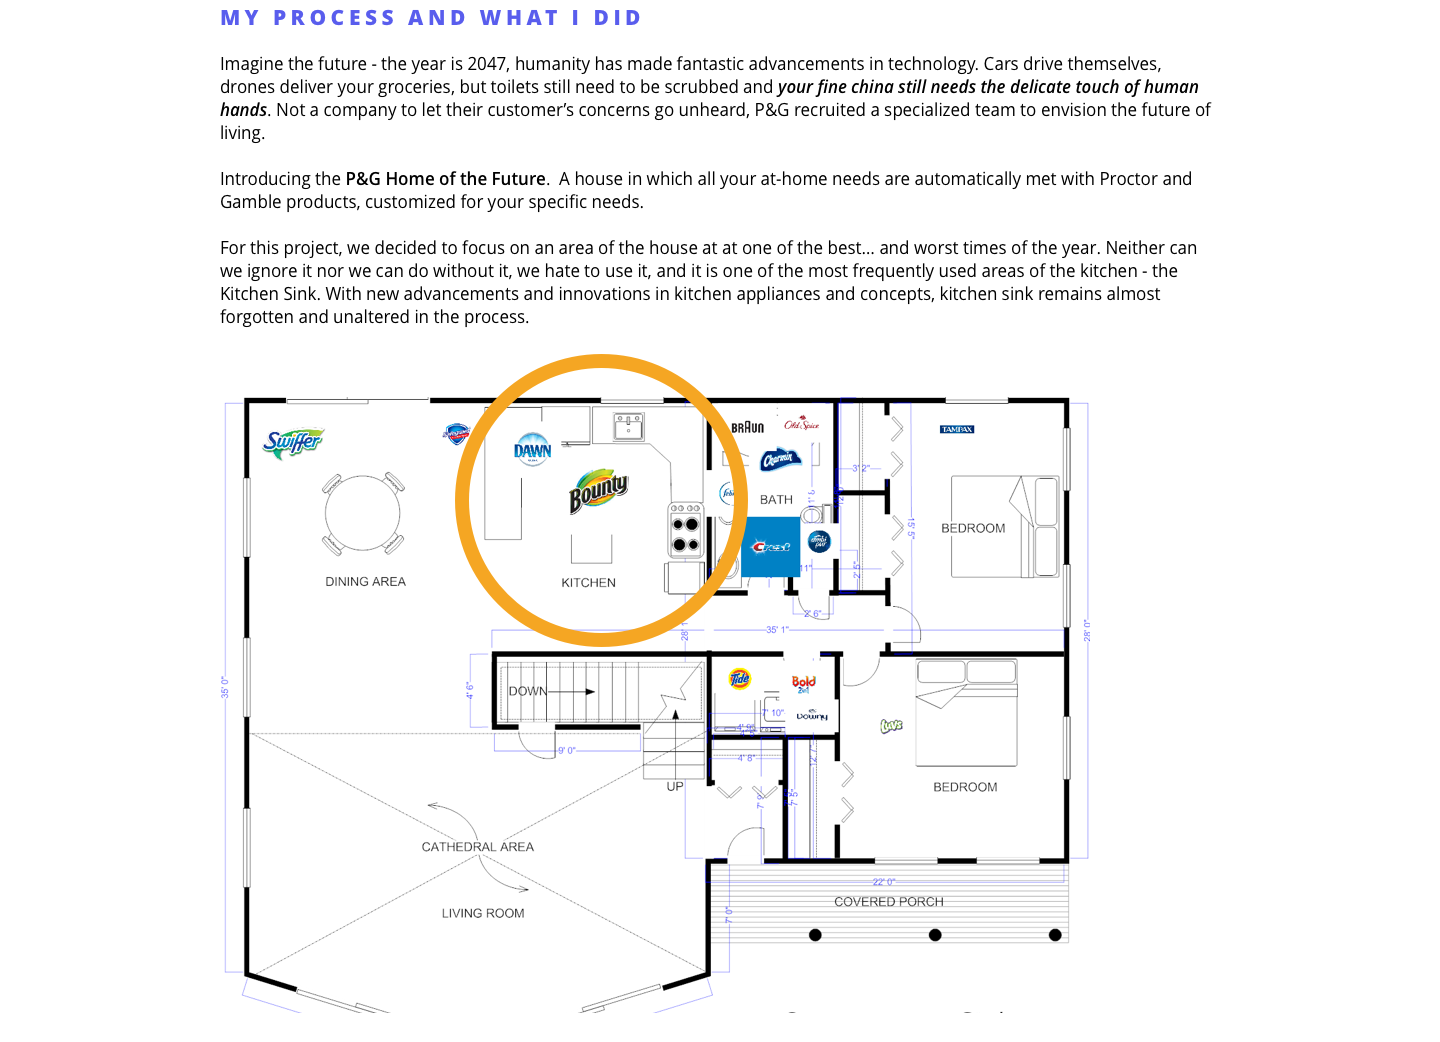 MY PROCESS AND WHAT I DID
Imagine the future - the year is 2047, humanity has made fantastic advancements in technology. Cars drive themselves,
drones deliver your groceries, but toilets still need to be scrubbed and your fine china still needs the delicate touch of human
hands. Not a company to let their customer's concerns go unheard, P&G recruited a specialized team to envision the future of
living.
Introducing the P&G Home of the Future.  A house in which all your at-home needs are automatically met with Proctor and
Gamble products, customized for your specific needs.
For this project, we decided to focus on an area of the house at at one of the best... and worst times of the year. Neither can
we ignore it nor we can do without it, we hate to use it, and it is one of the most frequently used areas of the kitchen - the
Kitchen Sink. With new advancements and innovations in kitchen appliances and concepts, kitchen sink remains almost
forgotten and unaltered in the process.
Swiffer
DAWN
Bounty
BRAUN
Old Spice
Charmin
TAMPAX
3' 2"
BATH
15' 5"
BEDROOM
Crest
ambi pur
11"
2' 5"
DINING AREA
KITCHEN
2' 6"
35' 1"
28' 0"
Tide
Bold
2in1
Downy
Luvs
35' 0"
4' 6"
DOWN
7' 10"
9' 0"
4' 8"
UP
7' 5"
BEDROOM
CATHEDRAL AREA
LIVING ROOM
22' 0"
COVERED PORCH
7' 0"